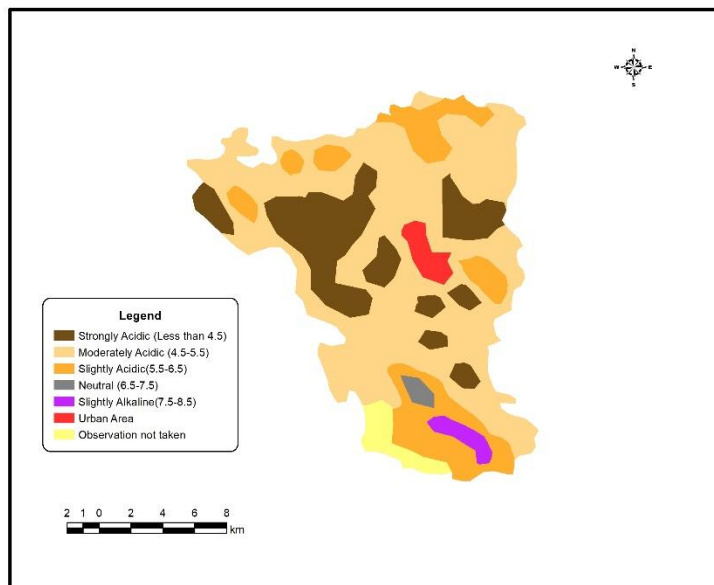 N
W E
S
Legend
Strongly Acidic (Less than 4.5)
Moderately Acidic (4.5-5.5)
Slightly Acidic(5.5-6.5)
Neutral (6.5-7.5)
Slightly Alkaline(7.5-8.5)
Urban Area
Observation not taken
2 1 0 2 4 6 8
km